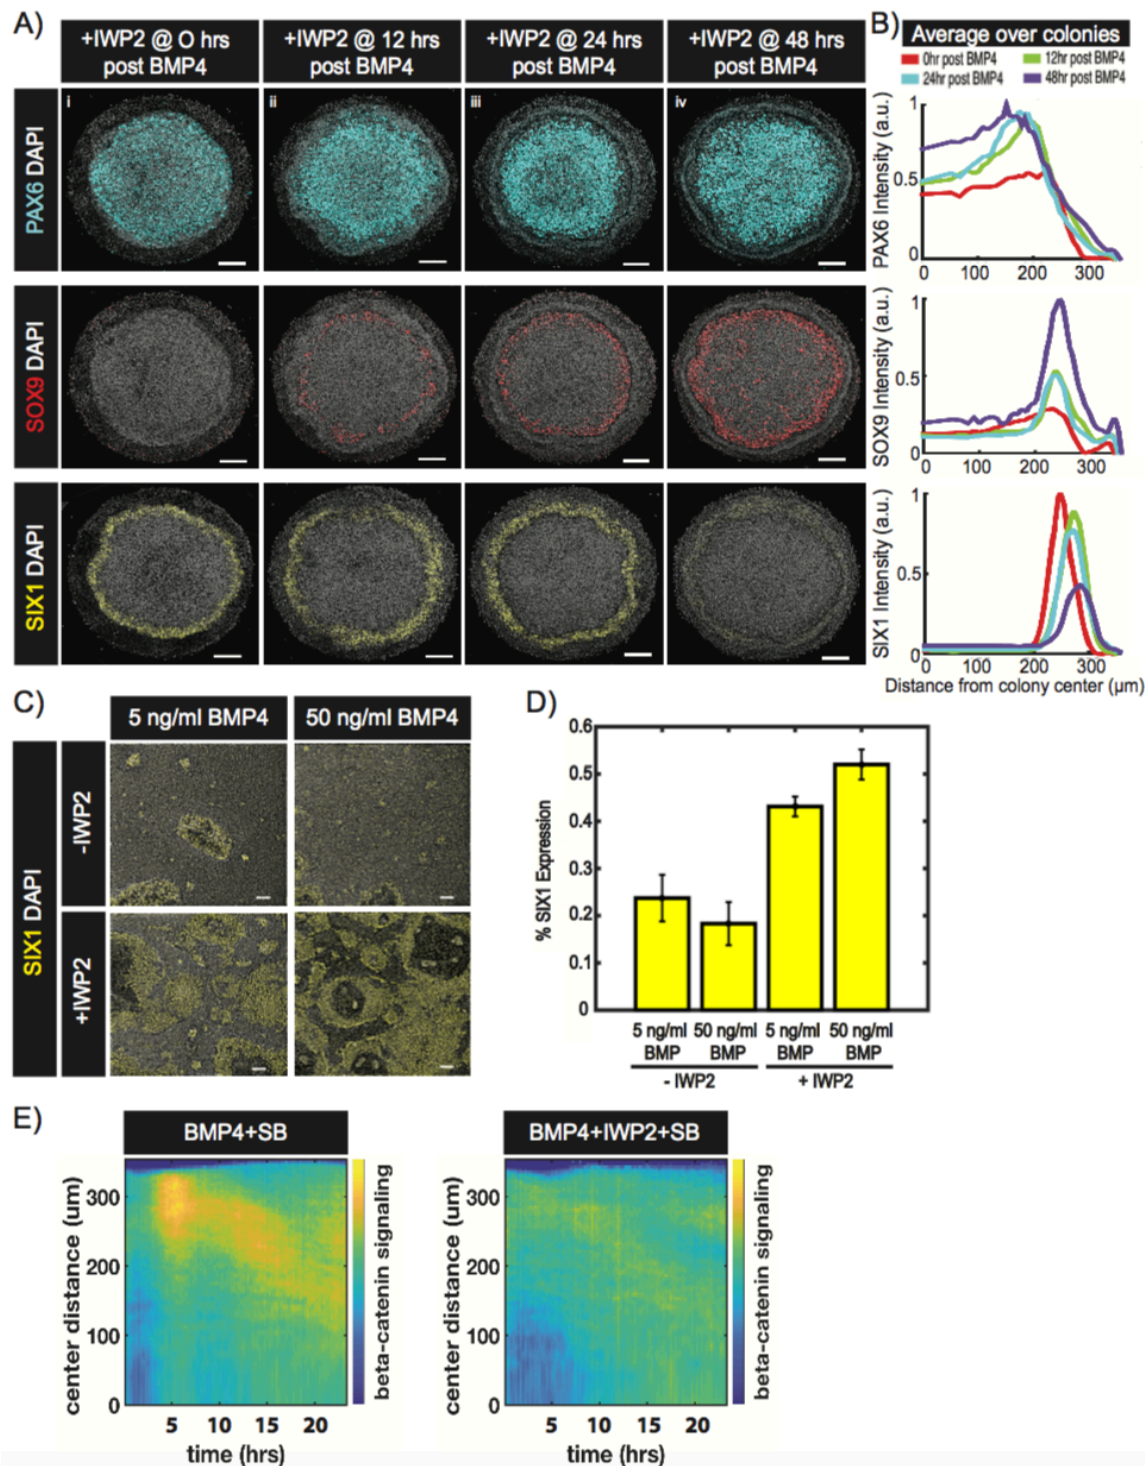 A)
+IWP2 @ O hrs
post BMP4
+IWP2 @ 12 hrs
post BMP4
+IWP2 @ 24 hrs
post BMP4
+IWP2 @ 48 hrs
post BMP4
PAX6 DAPI
i
ii
iii
iv
SOX9 DAPI
SIX1 DAPI
B)
Average over colonies
0hr post BMP4
12hr post BMP4
24hr post BMP4
48hr post BMP4
PAX6 Intensity (a.u.)
1
0.5
0
0 100 200 300
SOX9 Intensity (a.u.)
1
0.5
0
0 100 200 300
SIX1 Intensity (a.u.)
1
0.5
0
0 100 200 300
Distance from colony center (μm)
C)
5 ng/ml BMP4
50 ng/ml BMP4
SIX1 DAPI
-IWP2
+IWP2
D)
% SIX1 Expression
0.6
0.5
0.4
0.3
0.2
0.1
0
5 ng/ml
BMP
50 ng/ml
BMP
5 ng/ml
BMP
50 ng/ml
BMP
- IWP2
+ IWP2
E)
BMP4+SB
center distance (um)
300
200
100
0
5 10 15 20
time (hrs)
beta-catenin signaling
BMP4+IWP2+SB
center distance (um)
300
200
100
0
5 10 15 20
time (hrs)
beta-catenin signaling